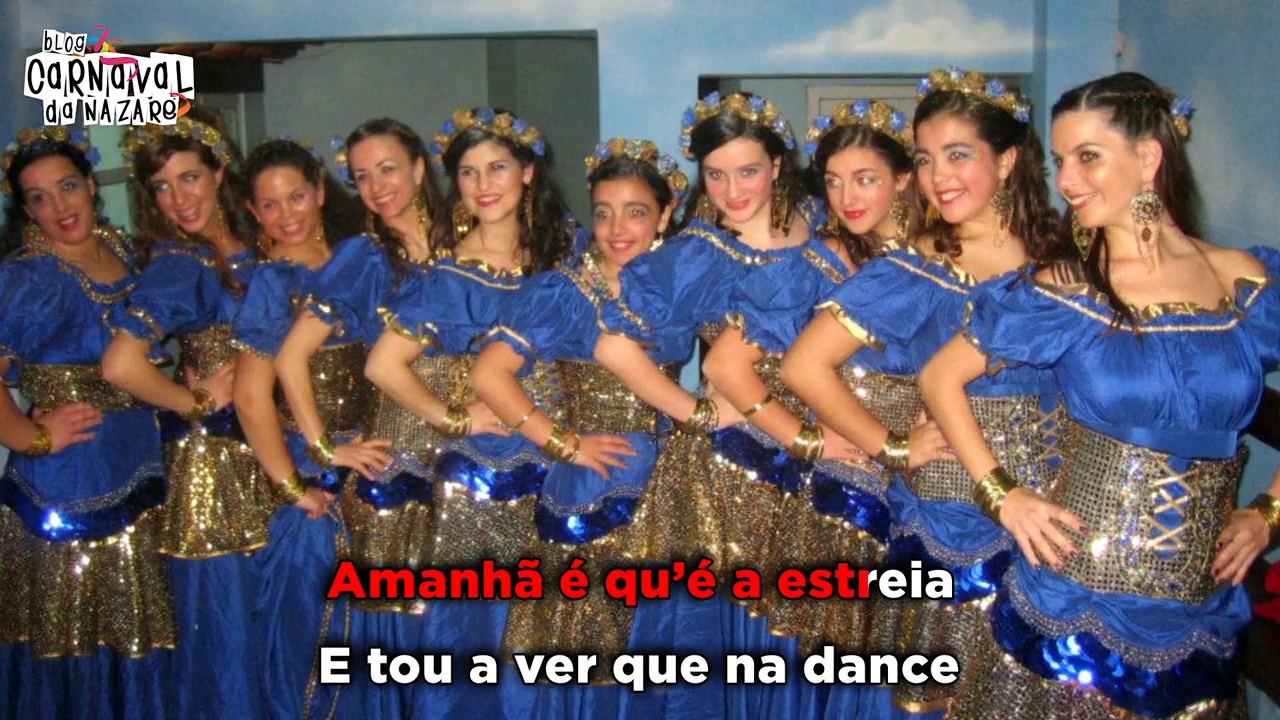 BLOG
CARNAVAL
da NAZARÉ
Amanhã é qu’é a estreia
E tou a ver que na dance